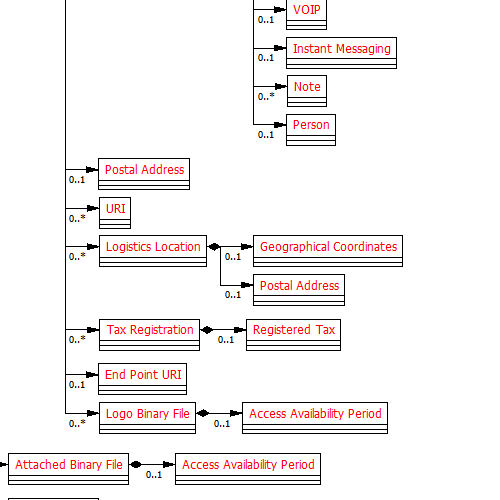 VOIP
0..1
Instant Messaging
0..1
Note
0..*
Person
0..1
Postal Address
0..1
URI
0..*
Logistics Location
0..*
Geographical Coordinates
0..1
Postal Address
0..1
Tax Registration
0..*
Registered Tax
0..1
End Point URI
0..1
Logo Binary File
0..*
Access Availability Period
0..1
Attached Binary File
Access Availability Period
0..1